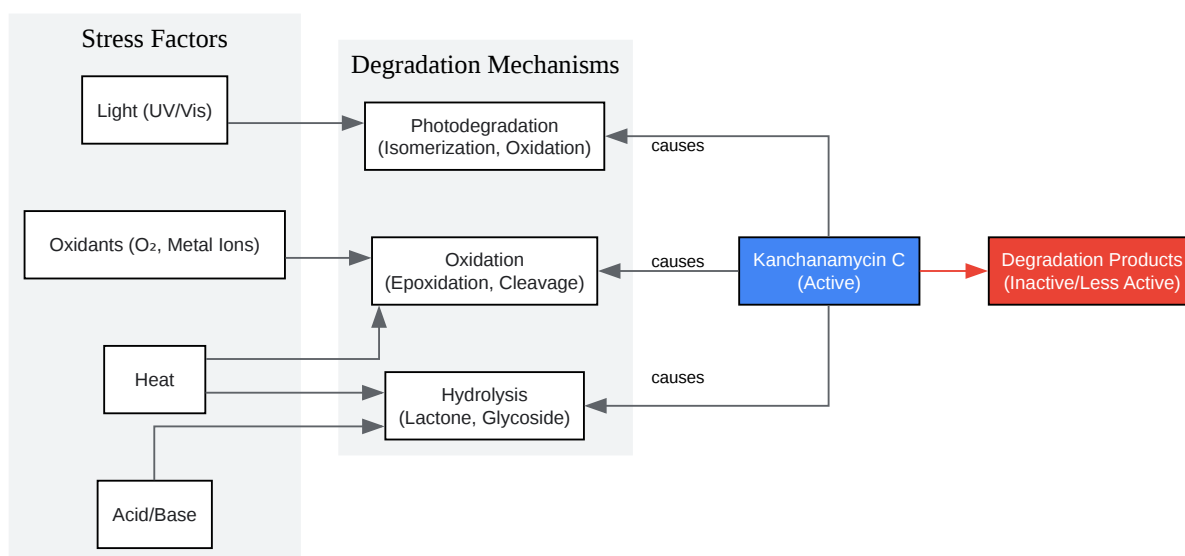 Stress Factors
Light (UV/Vis)
Oxidants (O₂, Metal Ions)
Heat
Acid/Base
Degradation Mechanisms
Photodegradation
(Isomerization, Oxidation)
Oxidation
(Epoxidation, Cleavage)
Hydrolysis
(Lactone, Glycoside)
causes
causes
causes
Kanchanamycin C
(Active)
Degradation Products
(Inactive/Less Active)